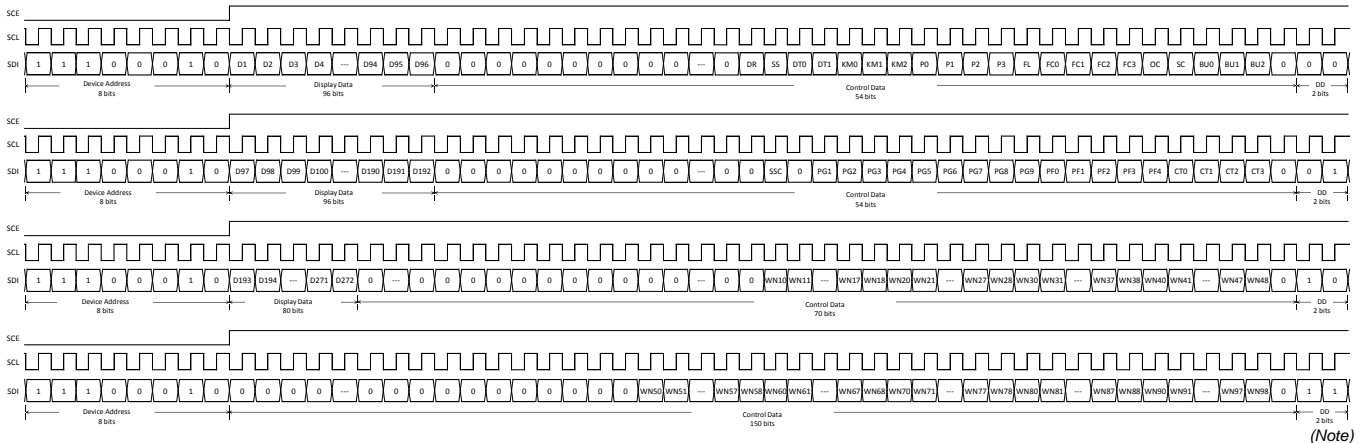 SCE
SCL
SDI 1 1 1 0 0 0 1 0 D1 D2 D3 D4 --- D94 D95 D96 0 0 0 0 0 0 0 0 0 0 --- 0 DR SS DT0 DT1 KM0 KM1 KM2 P0 P1 P2 P3 FL FC0 FC1 FC2 FC3 OC SC BU0 BU1 BU2 0 0 0
Device Address Display Data Control Data DD
8 bits 96 bits 54 bits 2 bits
SCE
SCL
SDI 1 1 1 0 0 0 1 0 D97 D98 D99 D100 --- D190 D191 D192 0 0 0 0 0 0 0 0 0 0 --- 0 0 SSC 0 PG1 PG2 PG3 PG4 PG5 PG6 PG7 PG8 PG9 PF0 PF1 PF2 PF3 PF4 CT0 CT1 CT2 CT3 0 0 1
Device Address Display Data Control Data DD
8 bits 96 bits 54 bits 2 bits
SCE
SCL
SDI 1 1 1 0 0 0 1 0 D193 D194 --- D271 D272 0 --- 0 0 0 0 0 0 0 0 0 0 0 --- 0 0 WN10 WN11 --- WN17 WN18 WN20 WN21 --- WN27 WN28 WN30 WN31 --- WN37 WN38 WN40 WN41 --- WN47 WN48 0 1 0
Device Address Display Data Control Data DD
8 bits 80 bits 70 bits 2 bits
SCE
SCL
SDI 1 1 1 0 0 0 1 0 0 0 0 0 --- 0 0 0 0 0 0 0 0 0 0 0 WN50 WN51 --- WN57 WN58 WN60 WN61 --- WN67 WN68 WN70 WN71 --- WN77 WN78 WN80 WN81 --- WN87 WN88 WN90 WN91 --- WN97 WN98 0 1 1
Device Address Control Data DD
8 bits 150 bits 2 bits
(Note)